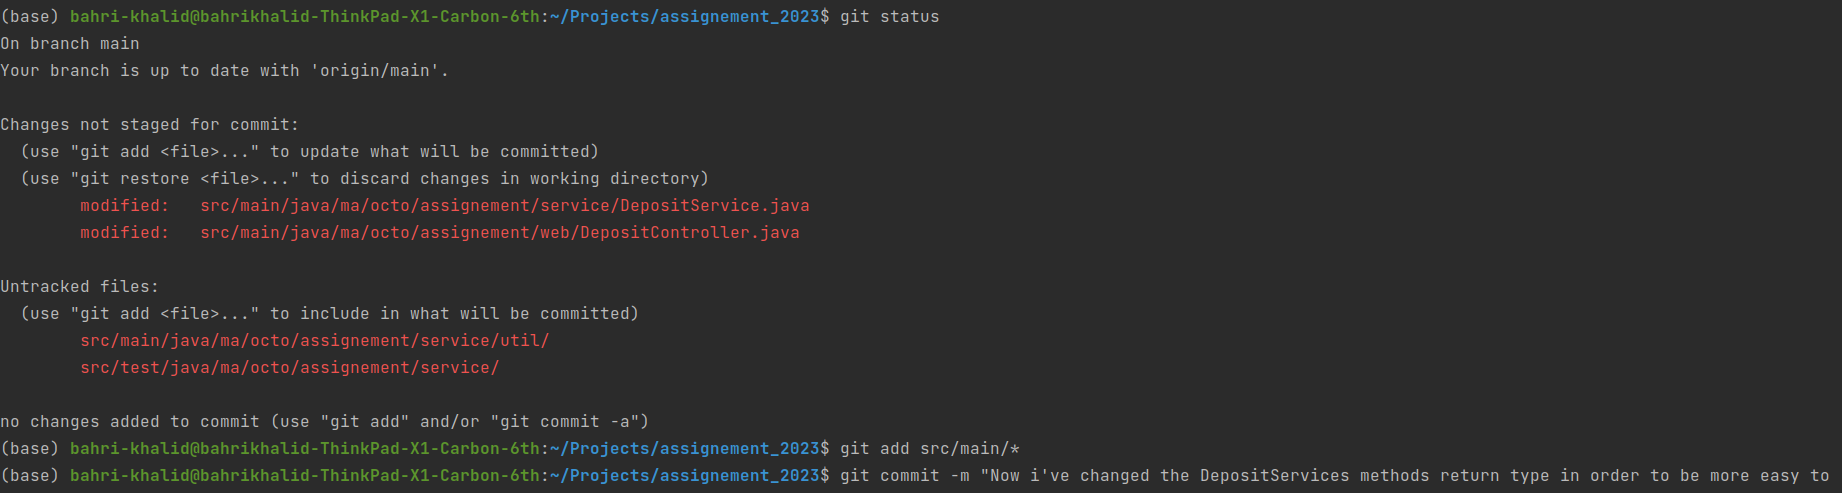 (base) bahri-khalid@bahrikhalid-ThinkPad-X1-Carbon-6th:~/Projects/assignement_2023$ git status
On branch main
Your branch is up to date with 'origin/main'.
Changes not staged for commit:
  (use "git add <file>..." to update what will be committed)
  (use "git restore <file>..." to discard changes in working directory)
        modified:   src/main/java/ma/octo/assignement/service/DepositService.java
        modified:   src/main/java/ma/octo/assignement/web/DepositController.java
Untracked files:
  (use "git add <file>..." to include in what will be committed)
        src/main/java/ma/octo/assignement/service/util/
        src/test/java/ma/octo/assignement/service/
no changes added to commit (use "git add" and/or "git commit -a")
(base) bahri-khalid@bahrikhalid-ThinkPad-X1-Carbon-6th:~/Projects/assignement_2023$ git add src/main/*
(base) bahri-khalid@bahrikhalid-ThinkPad-X1-Carbon-6th:~/Projects/assignement_2023$ git commit -m "Now i've changed the DepositServices methods return type in order to be more easy to